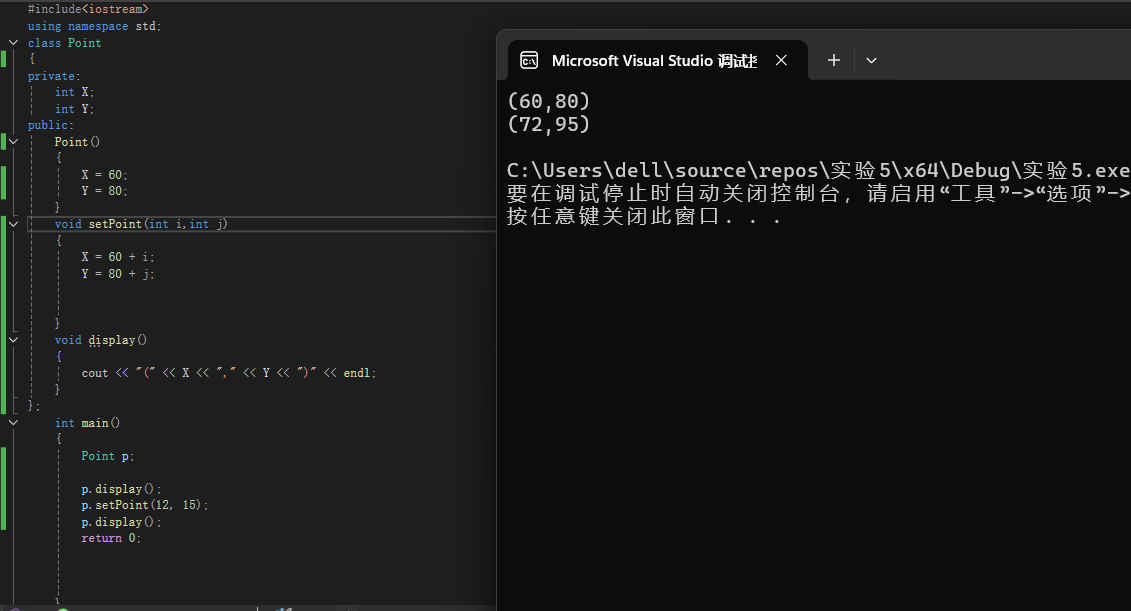 #include<iostream>
using namespace std;
class Point
{
private:
int X;
int Y;
public:
Point()
{
X = 60;
Y = 80;
}
void setPoint(int i,int j)
{
X = 60 + i;
Y = 80 + j;
}
void display()
{
cout << "(" << X << "," << Y << ")" << endl;
}
};
int main()
{
Point p;
p.display();
p.setPoint(12, 15);
p.display();
return 0;
}
Microsoft Visual Studio 调试
(60,80)
(72,95)
C:\Users\dell\source\repos\实验5\x64\Debug\实验5.exe
要在调试停止时自动关闭控制台，请启用“工具”->“选项”->
按任意键关闭此窗口. . .